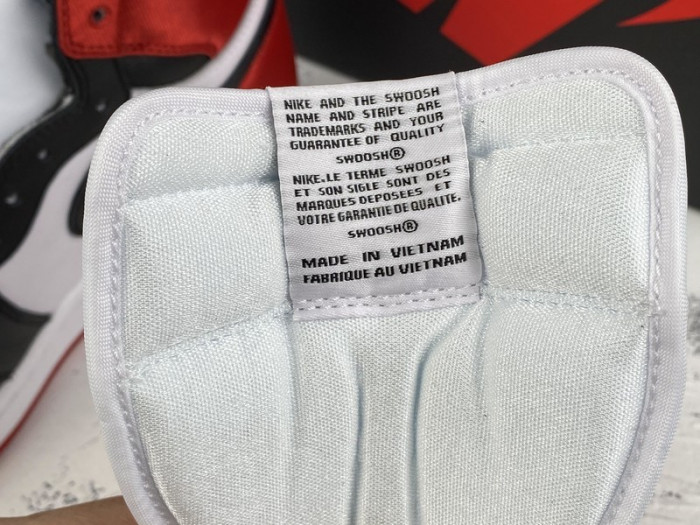 NIKE AND THE SWOOSH
NAME AND STRIPE ARE
TRADEMARKS AND YOUR
GUARANTEE OF QUALITY
SWOOSH®
NIKE.LE TERME SWOOSH
ET SON SIGLE SONT DES
MARQUES DEPOSEES ET
VOTRE GARANTIE DE QUALITE.
SWOOSH®
MADE IN VIETNAM
FABRIQUE AU VIETNAM